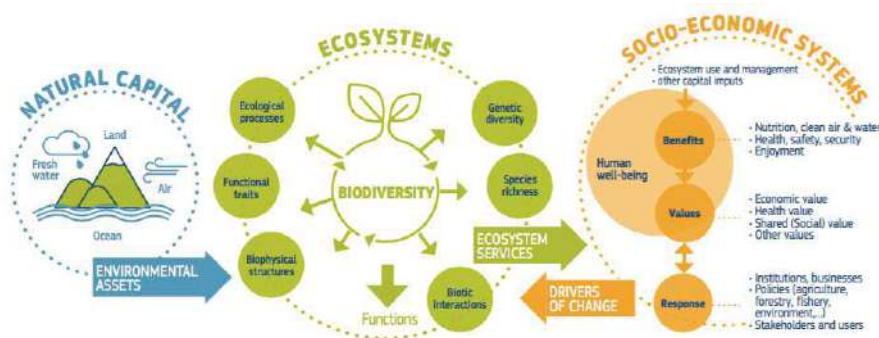 NATURAL CAPITAL
Land
Fresh
water
Air
Ocean
ENVIRONMENTAL
ASSETS
ECOSYSTEMS
Ecological
processes
Genetic
diversity
Functional
traits
BIODIVERSITY
Species
richness
Biophysical
structures
Biotic
interactions
Functions
ECOSYSTEM
SERVICES
DRIVERS
OF CHANGE
SOCIO-ECONOMIC SYSTEMS
· Ecosystem use and management
· other capital imputs
Benefits
Human
well-being
Values
Response
· Nutrition, clean air & water
· Health, safety, security
· Enjoyment
· Economic value
· Health value
· Shared (Social) value
· Other values
· Institutions, businesses
· Policies (agriculture,
forestry, fishery,
environment,...)
· Stakeholders and users